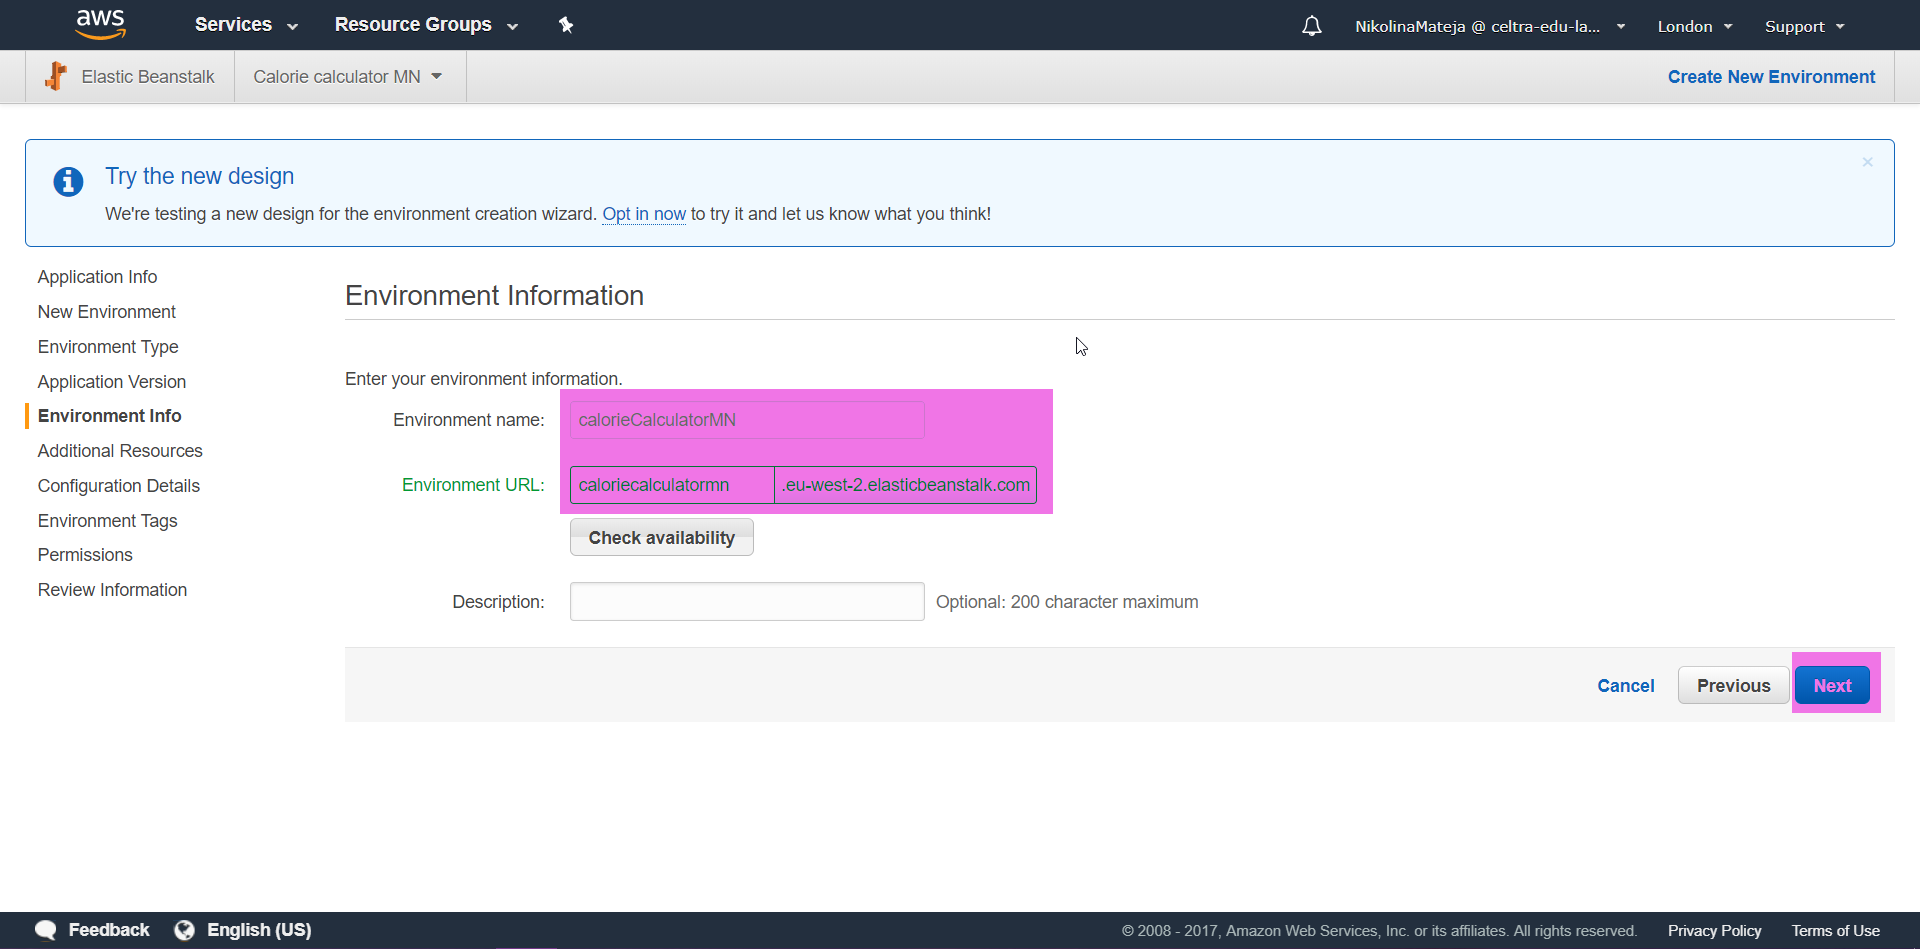 aws Services Resource Groups NikolinaMateja @ celtra-edu-la... London Support
Elastic Beanstalk Calorie calculator MN Create New Environment
Try the new design
×
We're testing a new design for the environment creation wizard. Opt in now to try it and let us know what you think!
Application Info
New Environment
Environment Type
Application Version
Environment Info
Additional Resources
Configuration Details
Environment Tags
Permissions
Review Information
Environment Information
Enter your environment information.
Environment name: calorieCalculatorMN
Environment URL: caloriecalculatormn .eu-west-2.elasticbeanstalk.com
Check availability
Description: Optional: 200 character maximum
Cancel Previous Next
Feedback English (US) © 2008 - 2017, Amazon Web Services, Inc. or its affiliates. All rights reserved. Privacy Policy Terms of Use